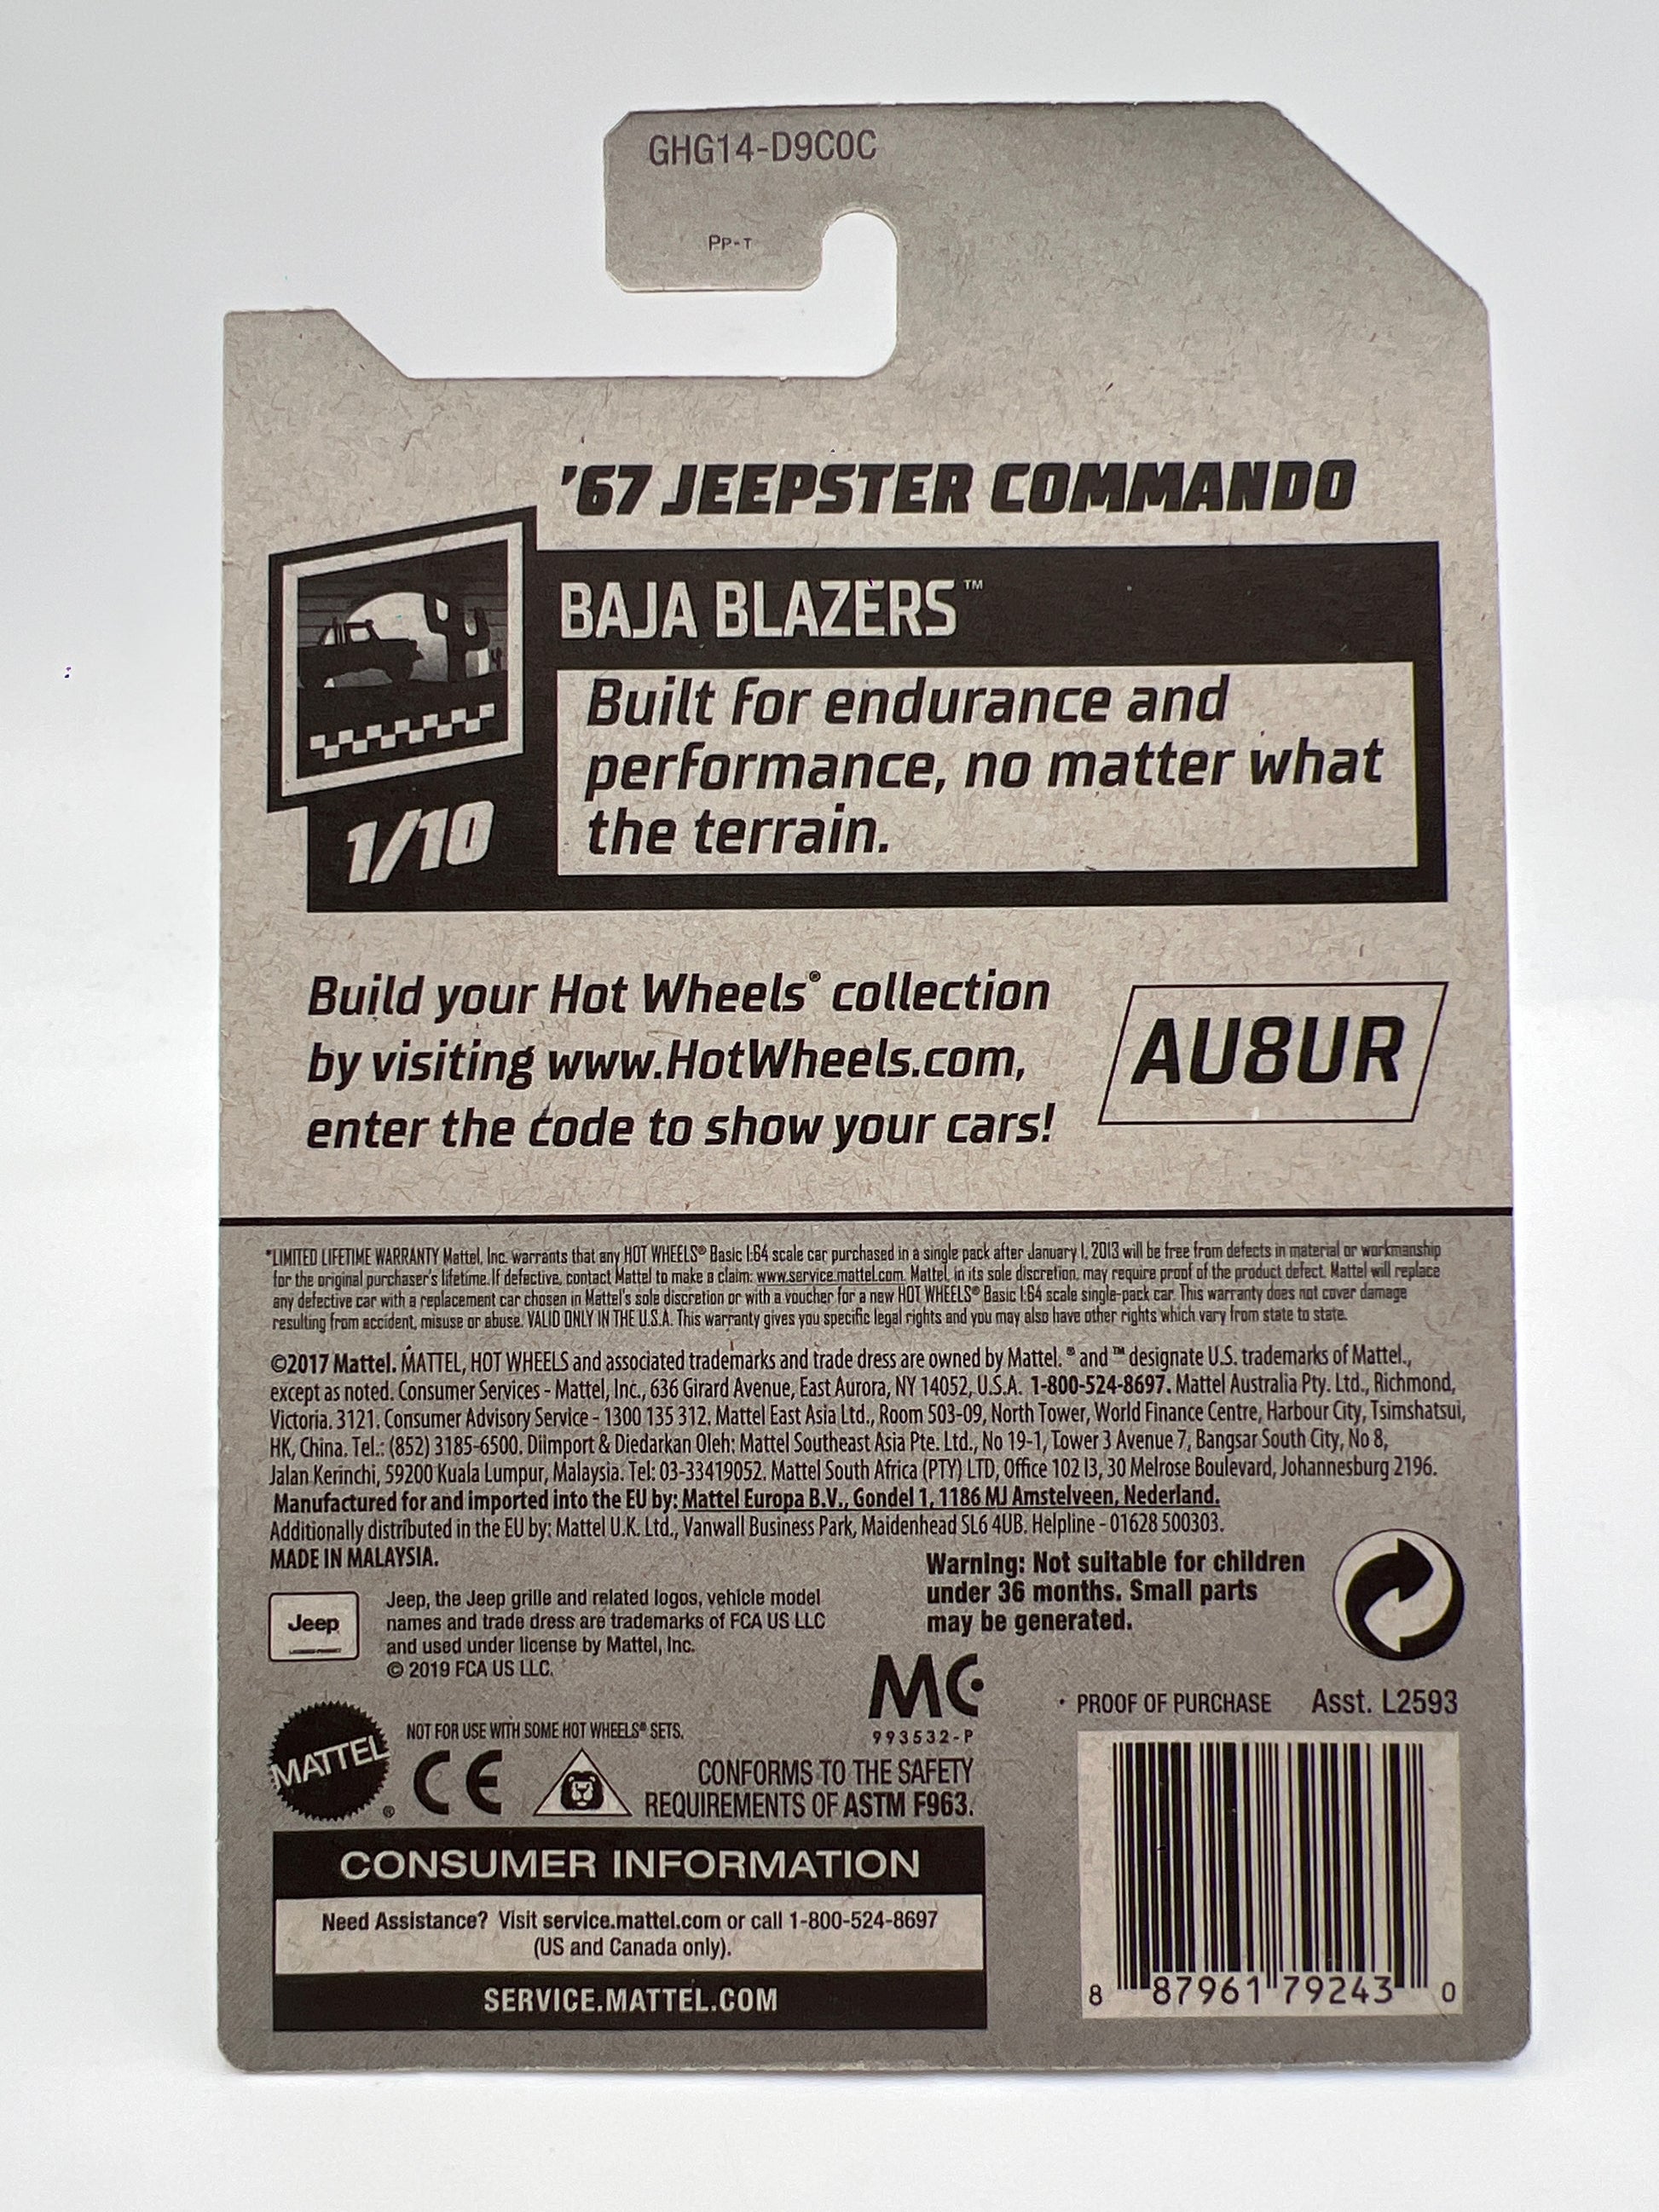 GHG14-D9C0C
PP-T
'67 JEEPSTER COMMANDO
BAJA BLAZERS™
Built for endurance and
performance, no matter what
the terrain.
1/10
Build your Hot Wheels® collection
by visiting www.HotWheels.com,
enter the code to show your cars!
AU8UR
*LIMITED LIFETIME WARRANTY Mattel, Inc. warrants that any HOT WHEELS® Basic 1:64 scale car purchased in a single pack after January 1, 2013 will be free from defects in material or workmanship
for the original purchaser's lifetime. If defective, contact Mattel to make a claim: www.service.mattel.com. Mattel, in its sole discretion, may require proof of the product defect. Mattel will replace
any defective car with a replacement car chosen in Mattel's sole discretion or with a voucher for a new HOT WHEELS® Basic 1:64 scale single-pack car. This warranty does not cover damage
resulting from accident, misuse or abuse. VALID ONLY IN THE U.S.A. This warranty gives you specific legal rights and you may also have other rights which vary from state to state.
©2017 Mattel. MATTEL, HOT WHEELS and associated trademarks and trade dress are owned by Mattel. ® and ™ designate U.S. trademarks of Mattel.,
except as noted. Consumer Services - Mattel, Inc., 636 Girard Avenue, East Aurora, NY 14052, U.S.A. 1-800-524-8697. Mattel Australia Pty. Ltd., Richmond,
Victoria. 3121. Consumer Advisory Service - 1300 135 312. Mattel East Asia Ltd., Room 503-09, North Tower, World Finance Centre, Harbour City, Tsimshatsui,
HK, China. Tel.: (852) 3185-6500. Diimport & Diedarkan Oleh: Mattel Southeast Asia Pte. Ltd., No 19-1, Tower 3 Avenue 7, Bangsar South City, No 8,
Jalan Kerinchi, 59200 Kuala Lumpur, Malaysia. Tel: 03-33419052. Mattel South Africa (PTY) LTD, Office 102 I3, 30 Melrose Boulevard, Johannesburg 2196.
Manufactured for and imported into the EU by: Mattel Europa B.V., Gondel 1, 1186 MJ Amstelveen, Nederland.
Additionally distributed in the EU by: Mattel U.K. Ltd., Vanwall Business Park, Maidenhead SL6 4UB. Helpline - 01628 500303.
MADE IN MALAYSIA.
Warning: Not suitable for children
under 36 months. Small parts
may be generated.
Jeep
Jeep, the Jeep grille and related logos, vehicle model
names and trade dress are trademarks of FCA US LLC
and used under license by Mattel, Inc.
© 2019 FCA US LLC.
MC
993532-P
PROOF OF PURCHASE Asst. L2593
MATTEL®
NOT FOR USE WITH SOME HOT WHEELS® SETS.
CE
CONFORMS TO THE SAFETY
REQUIREMENTS OF ASTM F963.
CONSUMER INFORMATION
Need Assistance? Visit service.mattel.com or call 1-800-524-8697
(US and Canada only).
SERVICE.MATTEL.COM
8 87961 79243 0